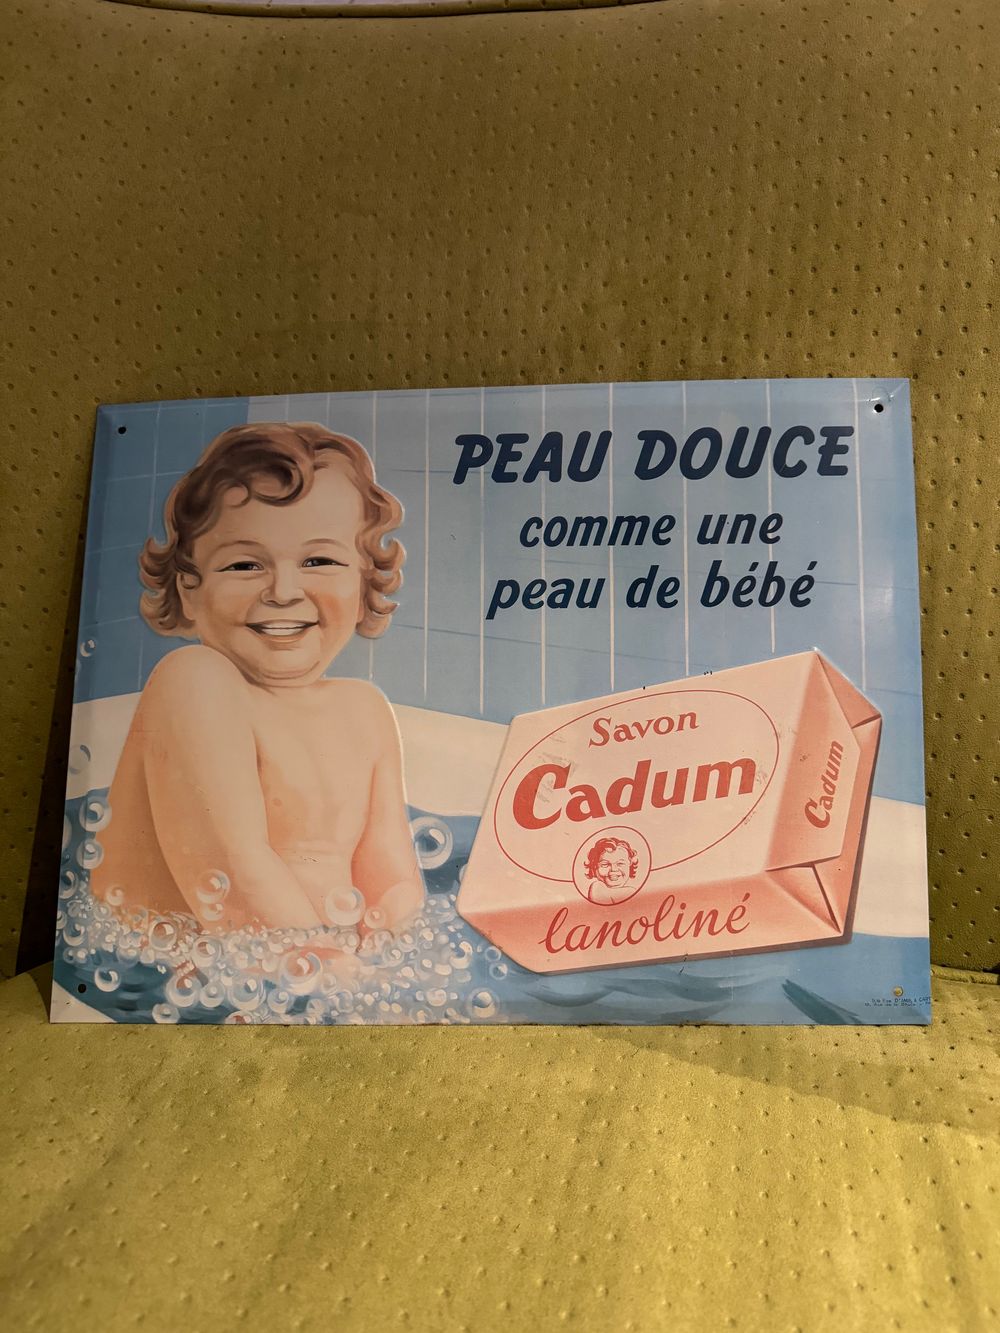 PEAU DOUCE
comme une
peau de bébé
Savon
Cadum
lanoliné
Cadum